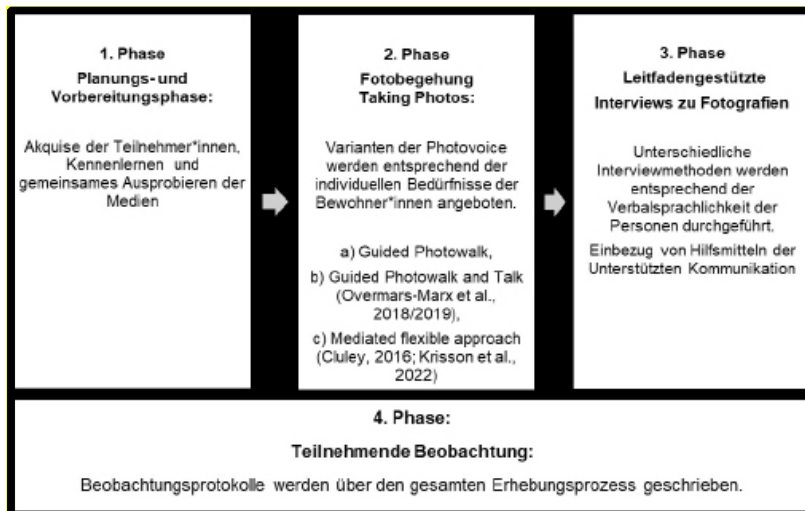 1. Phase
Planungs- und
Vorbereitungsphase:
Akquise der Teilnehmer*innen,
Kennenlernen und
gemeinsames Ausprobieren der
Medien
2. Phase
Fotobegehung
Taking Photos:
Varianten der Photovoice
werden entsprechend der
individuellen Bedürfnisse der
Bewohner*innen angeboten.
a) Guided Photowalk,
b) Guided Photowalk and Talk
(Overmars-Marx et al.,
2018/2019),
c) Mediated flexible approach
(Cluley, 2016; Krisson et al.,
2022)
3. Phase
Leitfadengestützte
Interviews zu Fotografien
Unterschiedliche
Interviewmethoden werden
entsprechend der
Verbalsprachlichkeit der
Personen durchgeführt.
Einbezug von Hilfsmitteln der
Unterstützten Kommunikation
4. Phase:
Teilnehmende Beobachtung:
Beobachtungsprotokolle werden über den gesamten Erhebungsprozess geschrieben.